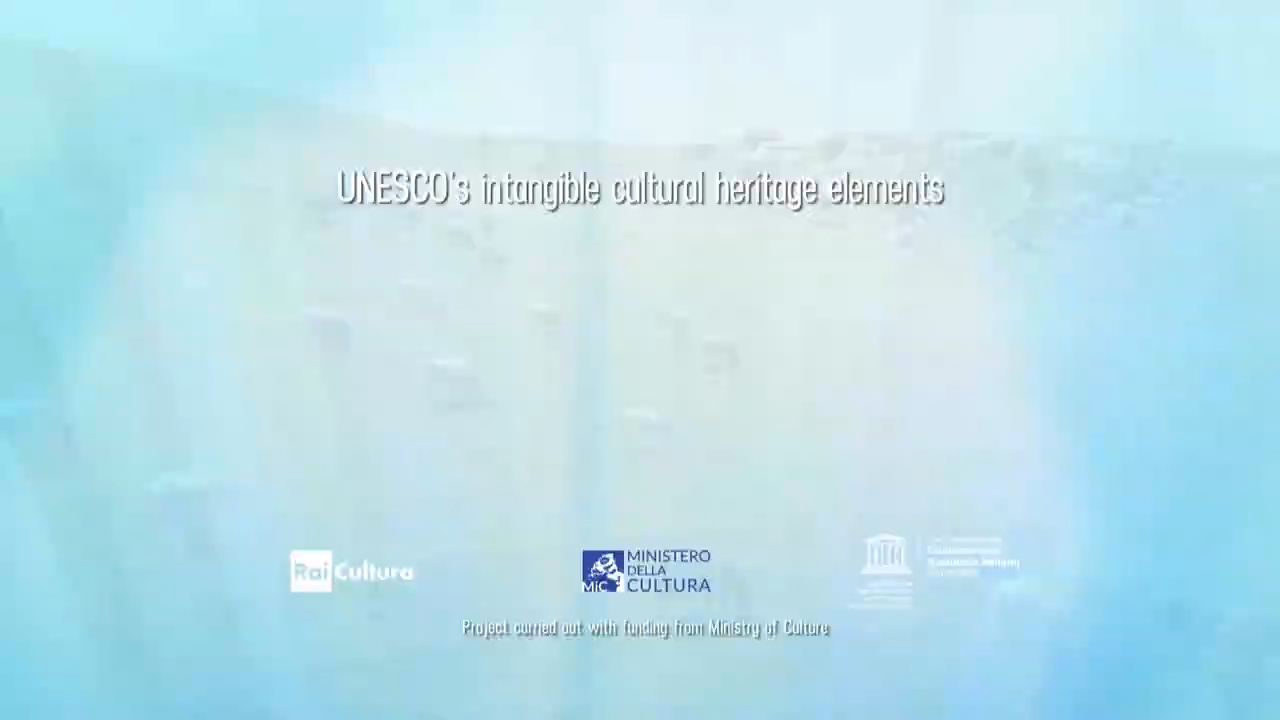 UNESCO's intangible cultural heritage elements
Rai Cultura
MiC
MINISTERO
DELLA
CULTURA
Project carried out with funding from Ministry of Culture